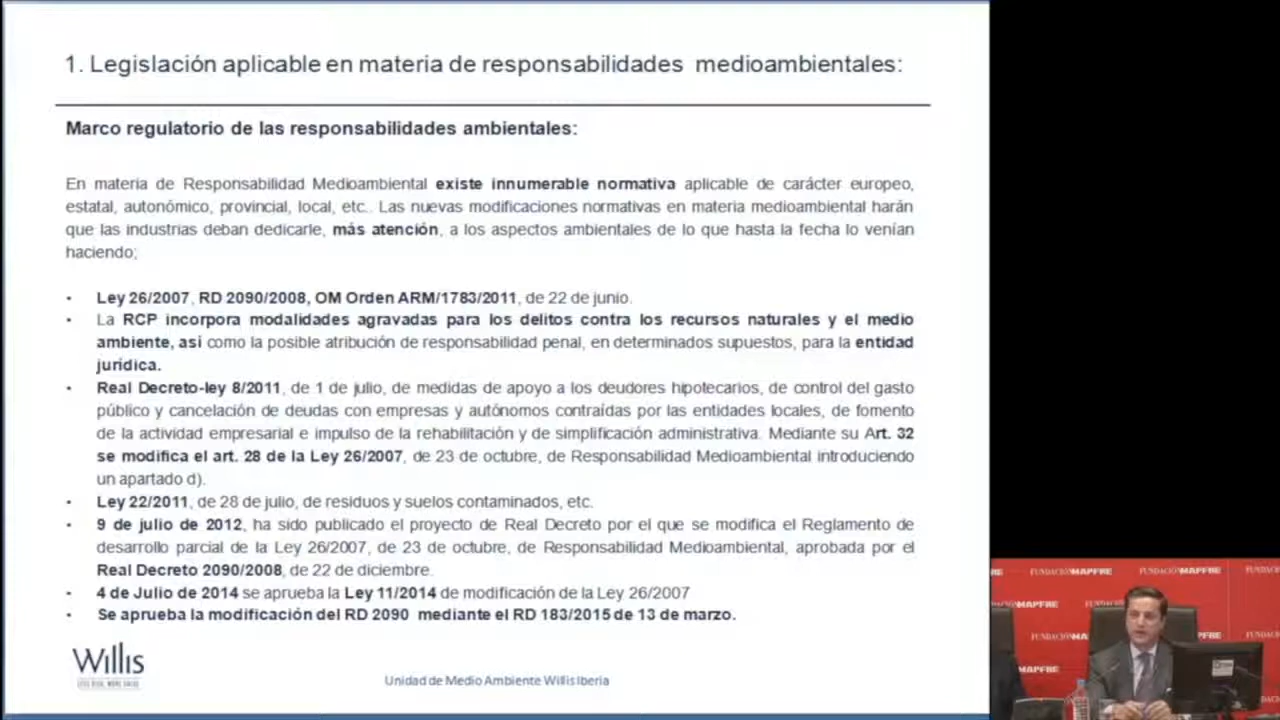 1. Legislación aplicable en materia de responsabilidades medioambientales:
Marco regulatorio de las responsabilidades ambientales:
En materia de Responsabilidad Medioambiental existe innumerable normativa aplicable de carácter europeo,
estatal, autonómico, provincial, local, etc.. Las nuevas modificaciones normativas en materia medioambiental harán
que las industrias deban dedicarle, más atención, a los aspectos ambientales de lo que hasta la fecha lo venían
haciendo;
• Ley 26/2007, RD 2090/2008, OM Orden ARM/1783/2011, de 22 de junio.
• La RCP incorpora modalidades agravadas para los delitos contra los recursos naturales y el medio
ambiente, asi como la posible atribución de responsabilidad penal, en determinados supuestos, para la entidad
jurídica.
• Real Decreto-ley 8/2011, de 1 de julio, de medidas de apoyo a los deudores hipotecarios, de control del gasto
público y cancelación de deudas con empresas y autónomos contraídas por las entidades locales, de fomento
de la actividad empresarial e impulso de la rehabilitación y de simplificación administrativa. Mediante su Art. 32
se modifica el art. 28 de la Ley 26/2007, de 23 de octubre, de Responsabilidad Medioambiental introduciendo
un apartado d).
• Ley 22/2011, de 28 de julio, de residuos y suelos contaminados, etc.
• 9 de julio de 2012, ha sido publicado el proyecto de Real Decreto por el que se modifica el Reglamento de
desarrollo parcial de la Ley 26/2007, de 23 de octubre, de Responsabilidad Medioambiental, aprobada por el
Real Decreto 2090/2008, de 22 de diciembre.
• 4 de Julio de 2014 se aprueba la Ley 11/2014 de modificación de la Ley 26/2007
• Se aprueba la modificación del RD 2090 mediante el RD 183/2015 de 13 de marzo.
Willis
Unidad de Medio Ambiente Willis Iberia
FUNDACIÓN MAPFRE
FUNDACIÓN MAPFRE